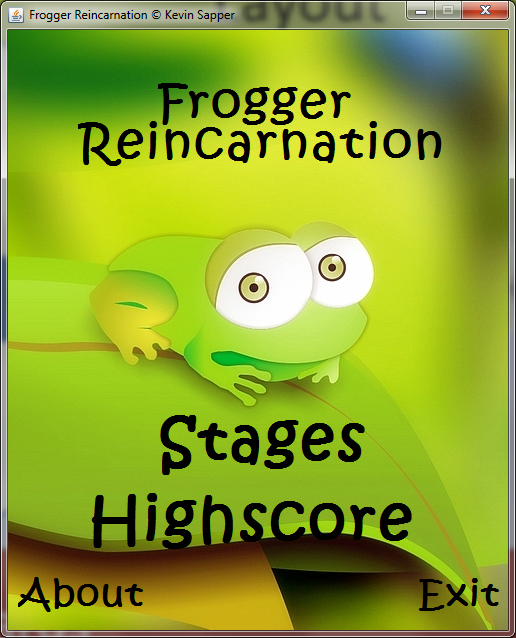 Frogger Reincarnation © Kevin Sapper
Frogger
Reincarnation
Stages
Highscore
About
Exit